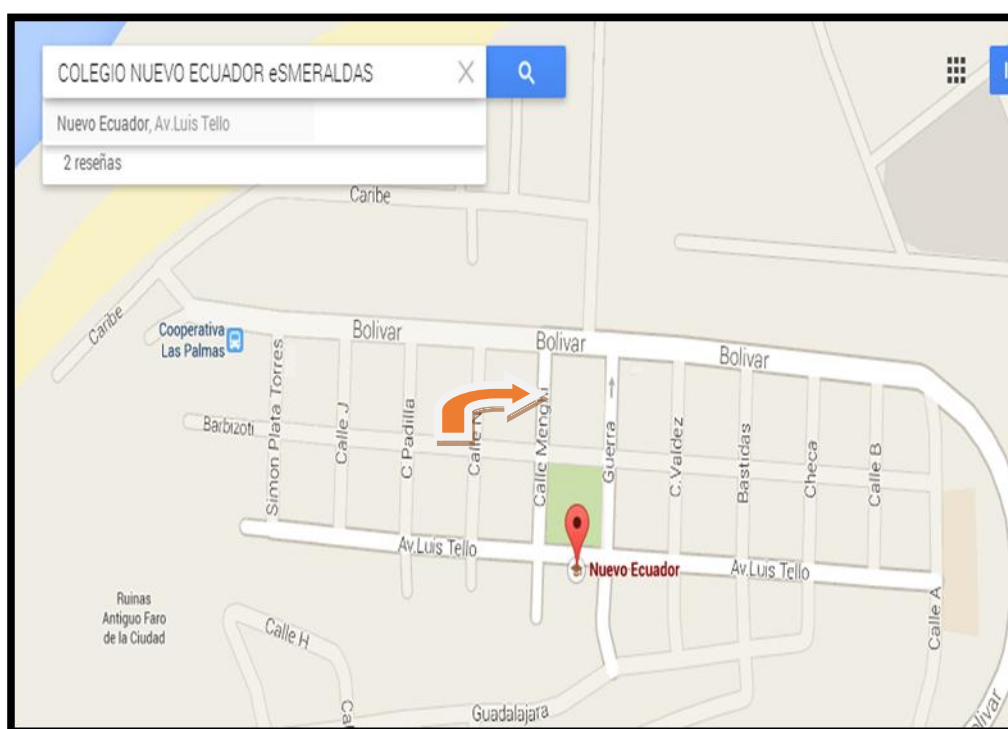 COLEGIO NUEVO ECUADOR eSMERALDAS
Nuevo Ecuador, Av.Luis Tello
2 reseñas
Caribe
Caribe
Cooperativa
Las Palmas
Bolivar
Bolivar
Bolivar
Barbizoti
Simon Plata Torres
Calle J
C Padilla
Calle N
Calle
Guerra
C.Valdez
Bastidas
Checa
Calle B
Av.Luis Tello
Nuevo Ecuador
Av.Luis Tello
Ruinas
Antiguo Faro
de la Ciudad
Calle H
Calle A
Guadalajara